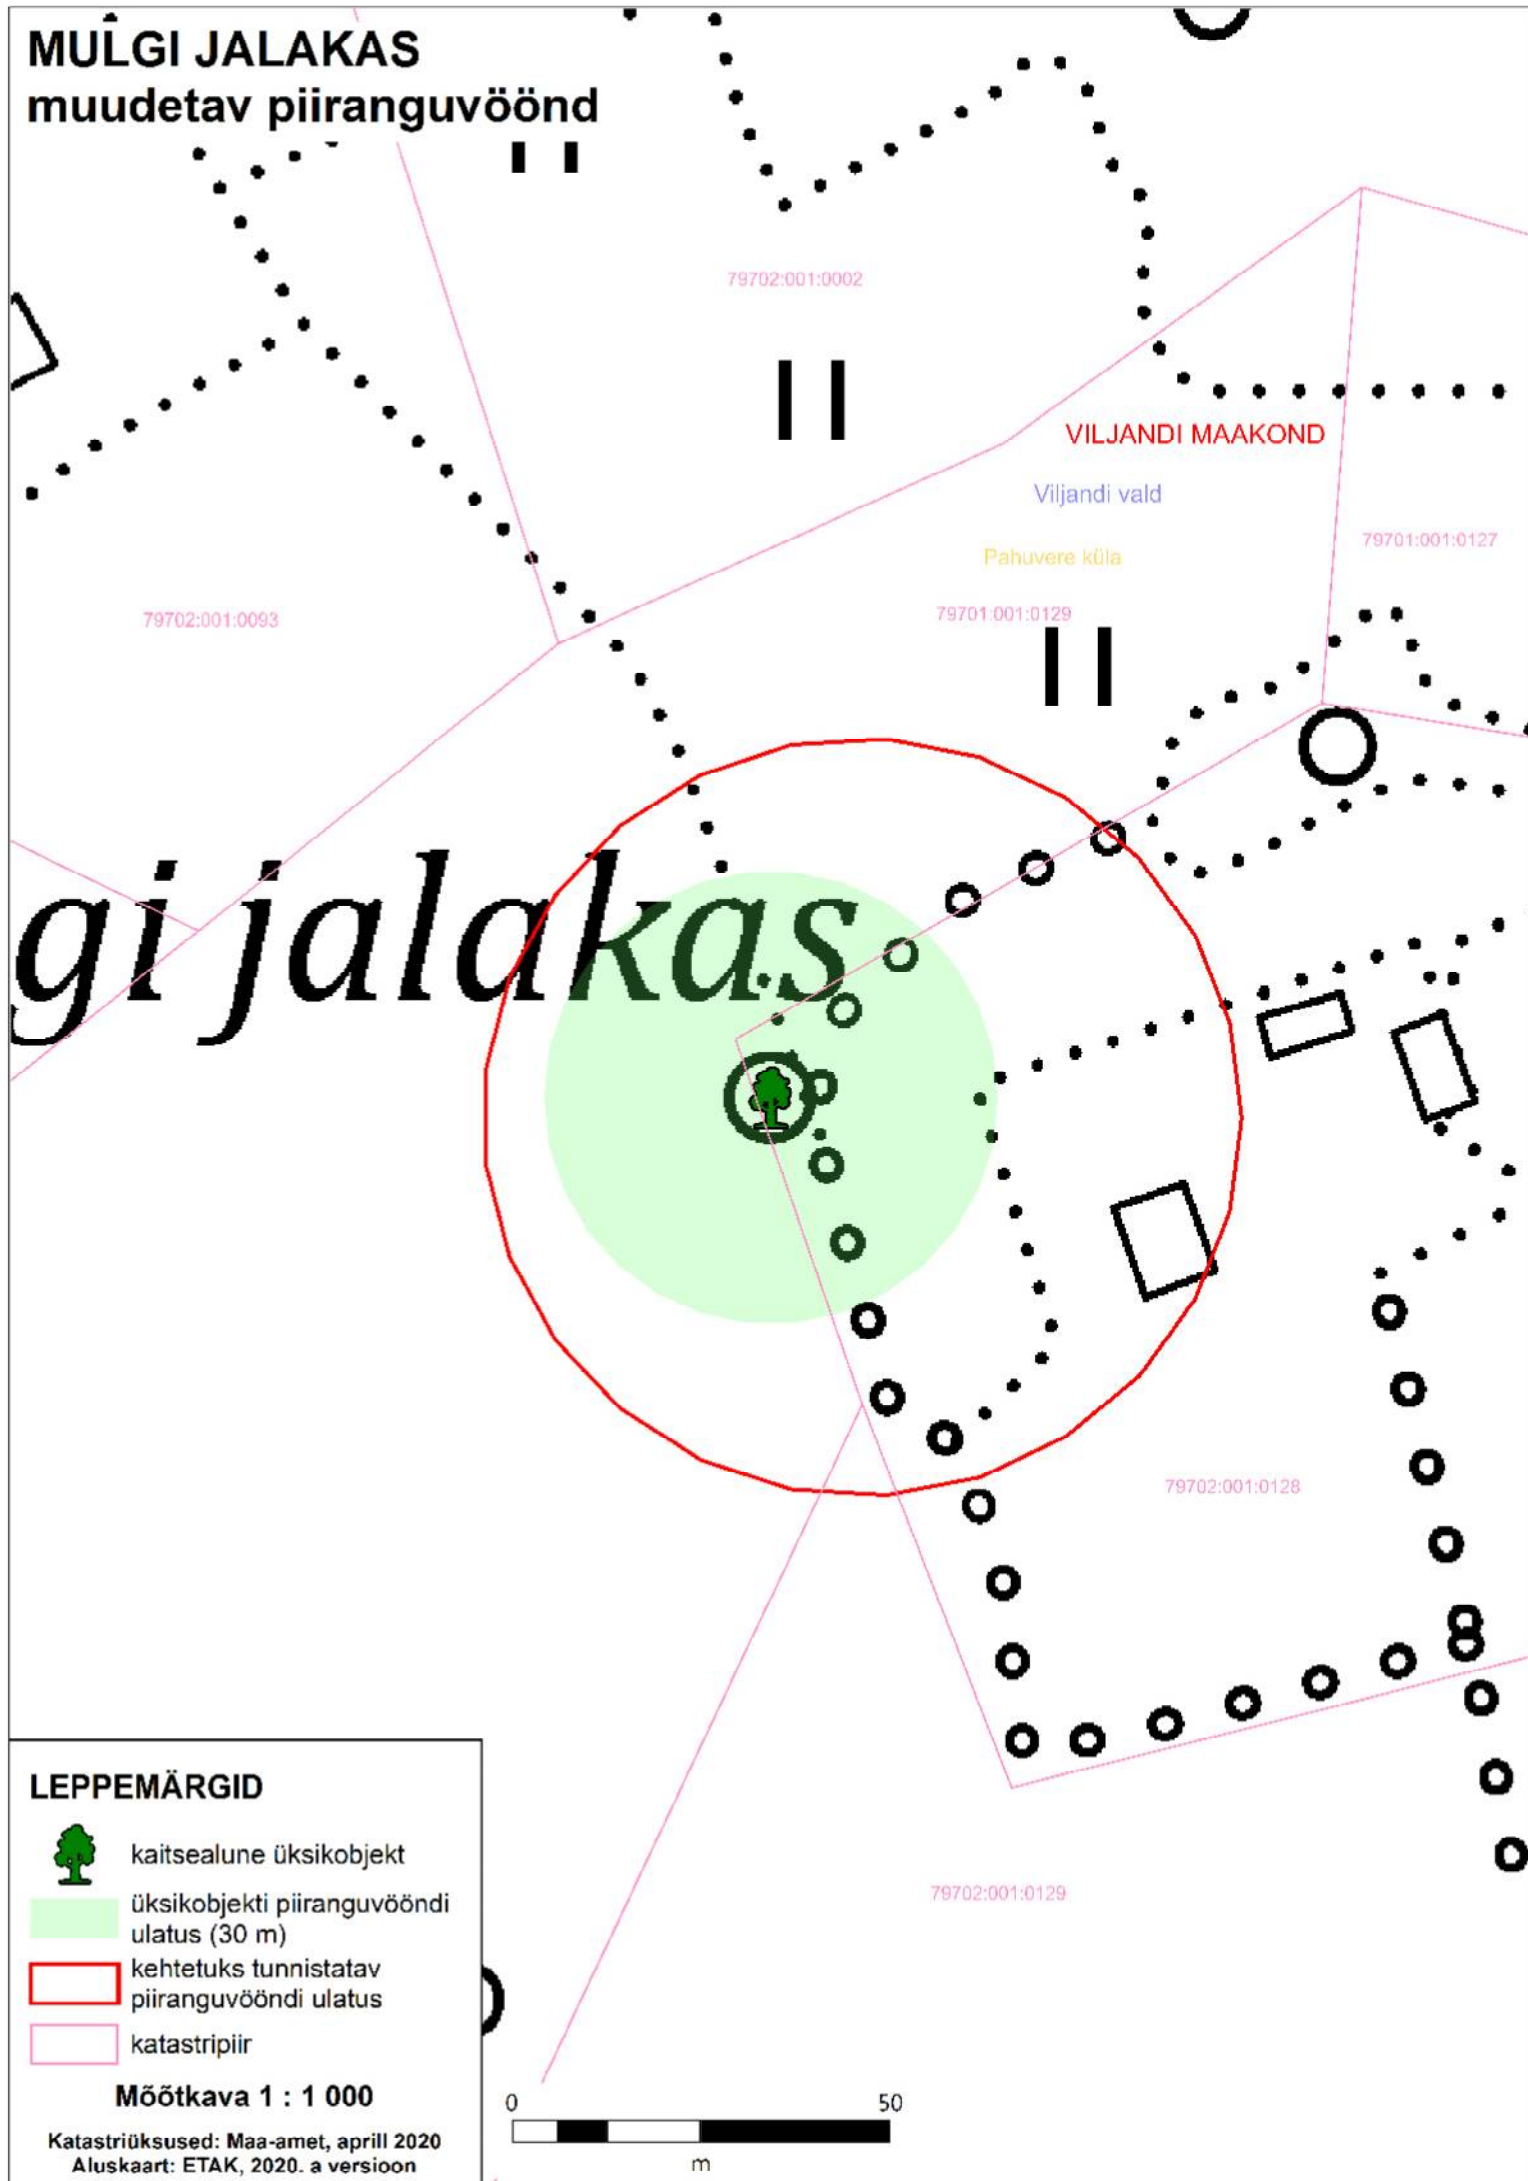 MULGI JALAKAS
muudetav piiranguvöönd
79702:001:0002
VILJANDI MAAKOND
Viljandi vald
79701:001:0127
Pahuvere küla
79702:001:0093
79701:001:0129
gi jalakas
79702:001:0128
LEPPEMÄRGID
kaitsealune üksikobjekt
üksikobjekti piiranguvööndi
ulatus (30 m)
79702:001:0129
kehtetuks tunnistatav
piiranguvööndi ulatus
katastripiir
Mõõtkava 1 : 1 000
0 50
m
Katastriüksused: Maa-amet, aprill 2020
Aluskaart: ETAK, 2020. a versioon